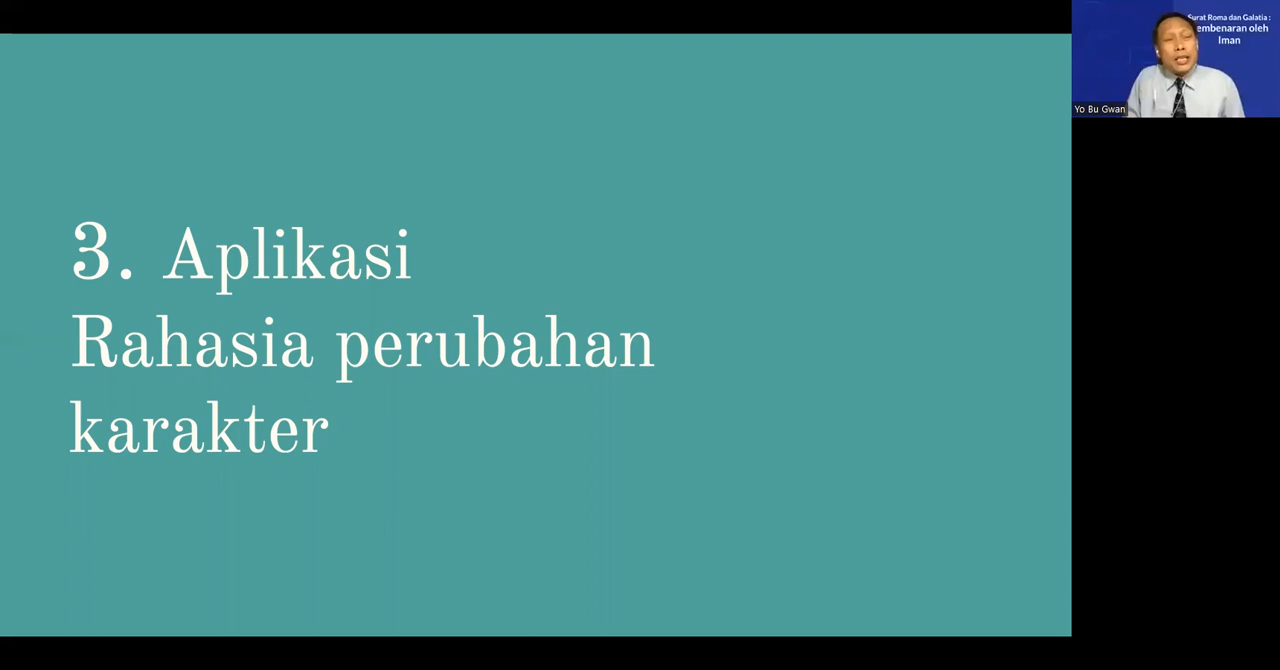 3. Aplikasi
Rahasia perubahan
karakter
Surat Roma dan Galatia :
embenaran oleh
Iman
Yo Bu Gwan